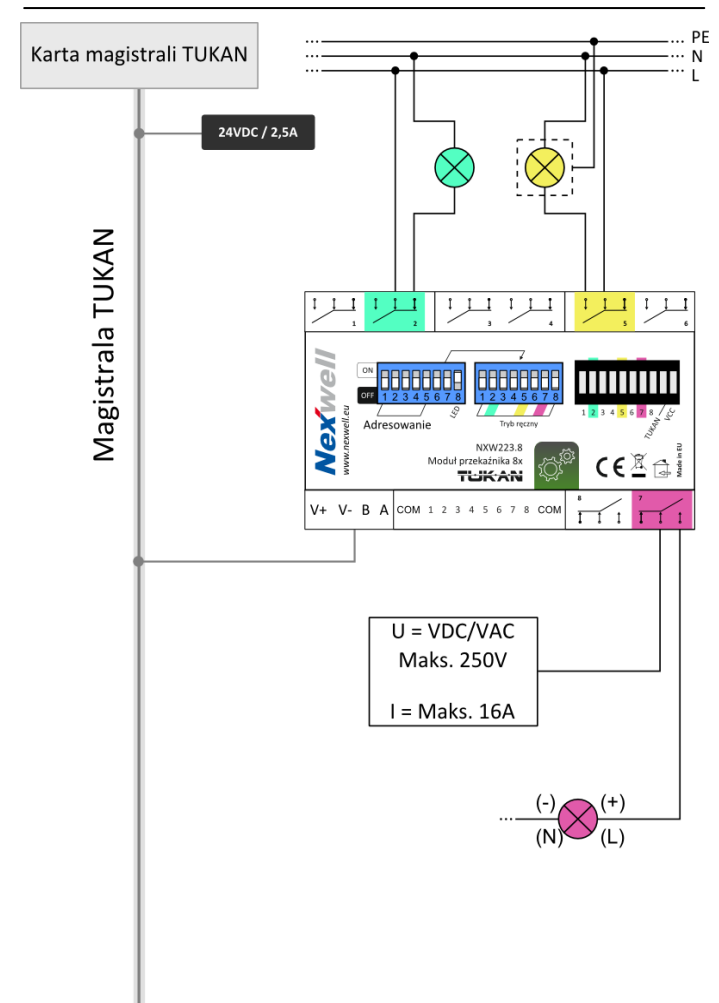 Karta magistrali TUKAN
PE
N
L
24VDC / 2,5A
Magistrala TUKAN
1 2 3 4 5 6
Nexwell
www.nexwell.eu
ON
OFF
1 2 3 4 5 6 7 8
LED
Adresowanie
1 2 3 4 5 6 7 8
Tryb ręczny
1 2 3 4 5 6 7 8
TUKAN
VCC
NXW223.8
Moduł przekaźnika 8x
TUKAN
CE
Made in EU
V+ V- B A COM 1 2 3 4 5 6 7 8 COM
8 7
U = VDC/VAC
Maks. 250V
I = Maks. 16A
(-) (+)
(N) (L)